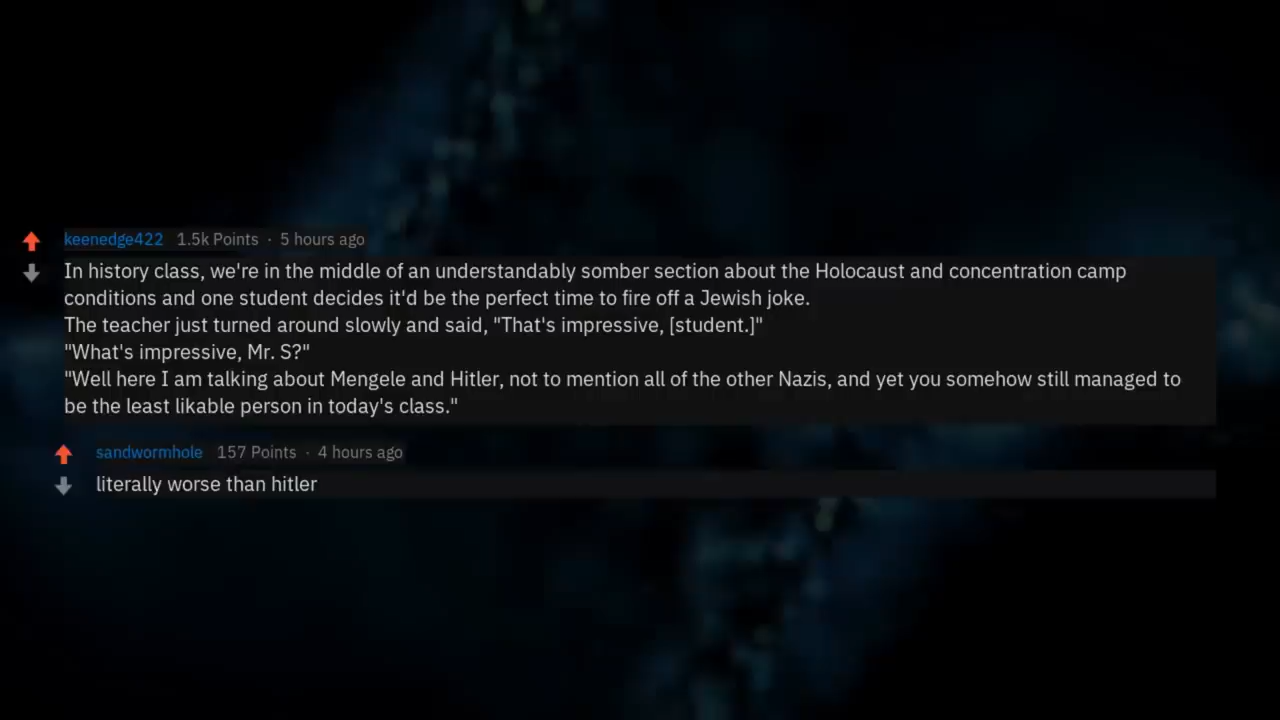 keenedge422 1.5k Points · 5 hours ago
In history class, we're in the middle of an understandably somber section about the Holocaust and concentration camp
conditions and one student decides it'd be the perfect time to fire off a Jewish joke.
The teacher just turned around slowly and said, "That's impressive, [student.]"
"What's impressive, Mr. S?"
"Well here I am talking about Mengele and Hitler, not to mention all of the other Nazis, and yet you somehow still managed to
be the least likable person in today's class."
sandwormhole 157 Points · 4 hours ago
literally worse than hitler